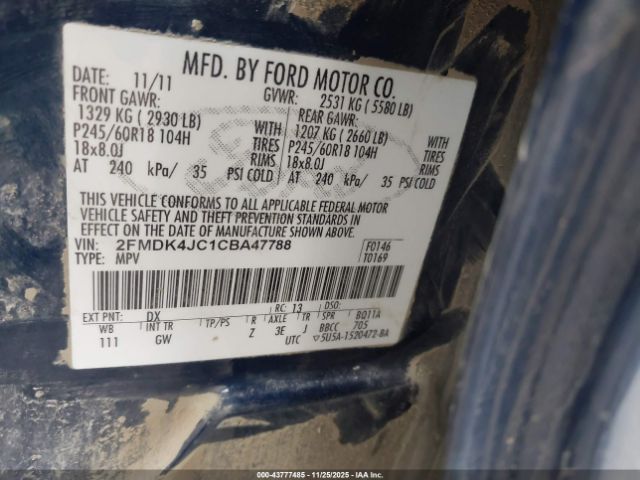 MFD. BY FORD MOTOR CO.
DATE: 11/11 GVWR: 2531 KG ( 5580 LB)
FRONT GAWR: REAR GAWR:
1329 KG ( 2930 LB) WITH 1207 KG ( 2660 LB) WITH
P245/60R18 104H TIRES P245/60R18 104H TIRES
18x8.0J RIMS 18x8.0J RIMS
AT 240 kPa/ 35 PSI COLD AT 240 kPa/ 35 PSI COLD
THIS VEHICLE CONFORMS TO ALL APPLICABLE FEDERAL MOTOR
VEHICLE SAFETY AND THEFT PREVENTION STANDARDS IN
EFFECT ON THE DATE OF MANUFACTURE SHOWN ABOVE.
VIN: 2FMDK4JC1CBA47788 F0146
TYPE: MPV T0169
EXT PNT: DX RC: 13 DSO:
WB INT TR TP/PS R AXLE TR SPR B011A
111 GW Z 3E J BBCC 705
UTC ▽5U5A-1520472-BA
00-43777485 - 11/25/2025 - IAA Inc.